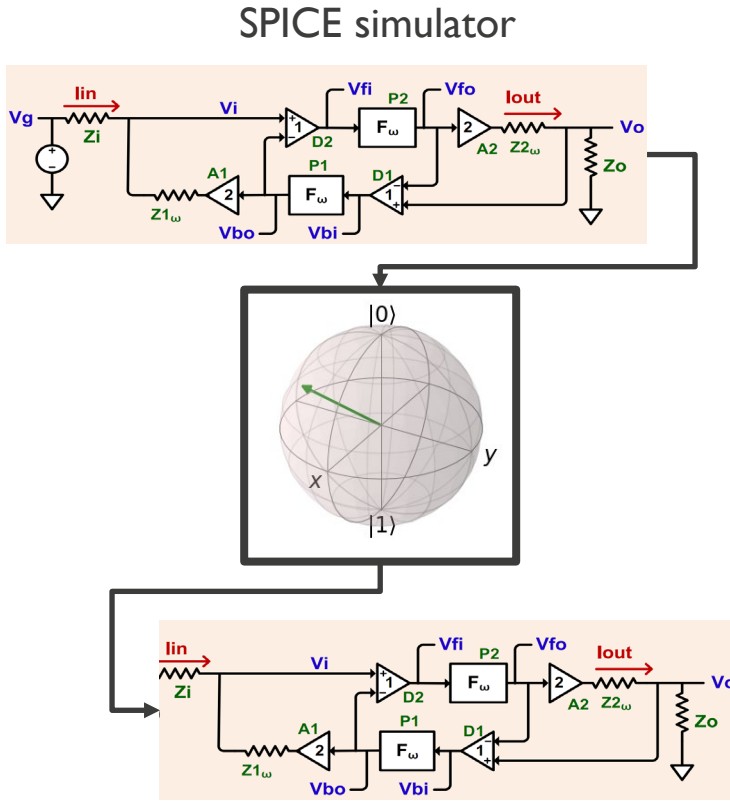 SPICE simulator
Vg
Iin
Zi
Vi
+
1
−
D2
Vfi
P2
Fω
Vfo
2
A2
Iout
Z2ω
Vo
Zo
+
−
Z1ω
A1
2
Vbo
P1
Fω
Vbi
D1
1
−
+
|0⟩
x
y
|1⟩
Iin
Zi
Vi
+
1
−
D2
Vfi
P2
Fω
Vfo
2
A2
Iout
Z2ω
Zo
Z1ω
A1
2
Vbo
P1
Fω
Vbi
D1
1
−
+